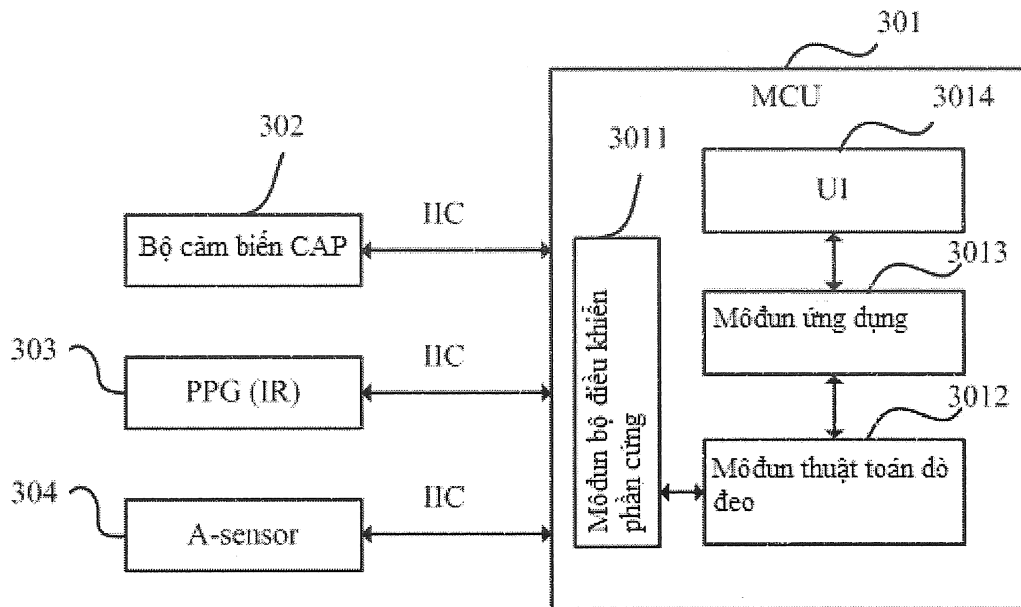 301
MCU
3014
302
3011
UI
IIC
Bộ cảm biến CAP
3013
Môđun ứng dụng
303
IIC
PPG (IR)
Môđun bộ điều khiển
phần cứng
3012
Môđun thuật toán dò
đeo
304
IIC
A-sensor